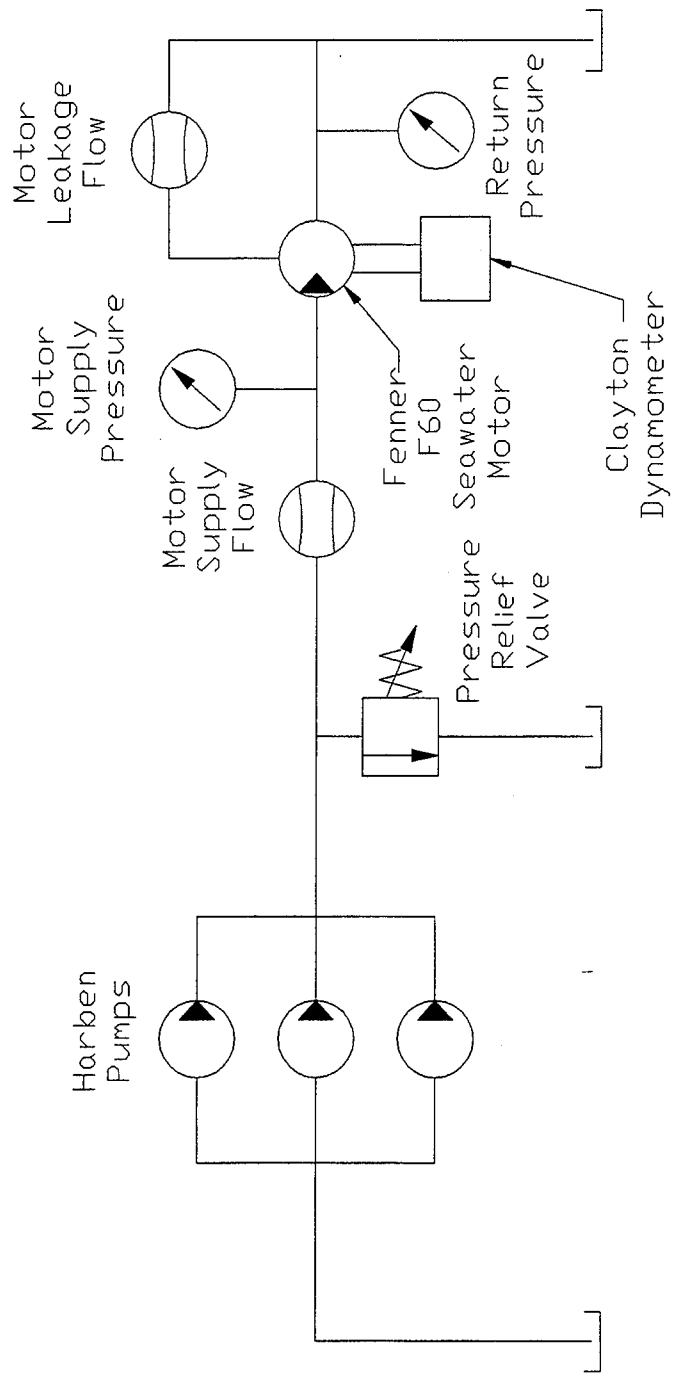 Harben
Pumps
Pressure
Relief
Valve
Motor
Supply
Flow
Motor
Supply
Pressure
Fenner
F60
Seawater
Motor
Motor
Leakage
Flow
Clayton
Dynamometer
Return
Pressure